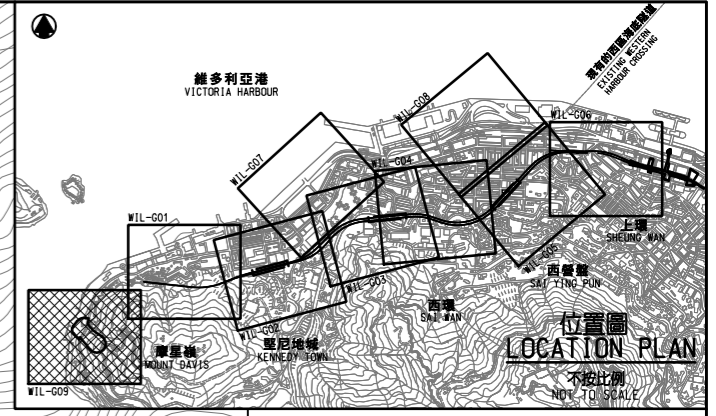 維多利亞港
VICTORIA HARBOUR
現有的西區海底隧道
EXISTING WESTERN
HARBOUR CROSSING
WIL-G08
WIL-G06
WIL-G07
WIL-G04
WIL-G01
上環
SHEUNG WAN
WIL-G05
西營盤
SAI YING PUN
WIL-G03
西環
SAI WAN
WIL-G02
堅尼地城
KENNEDY TOWN
摩星嶺
MOUNT DAVIS
WIL-G09
位置圖
LOCATION PLAN
不按比例
NOT TO SCALE